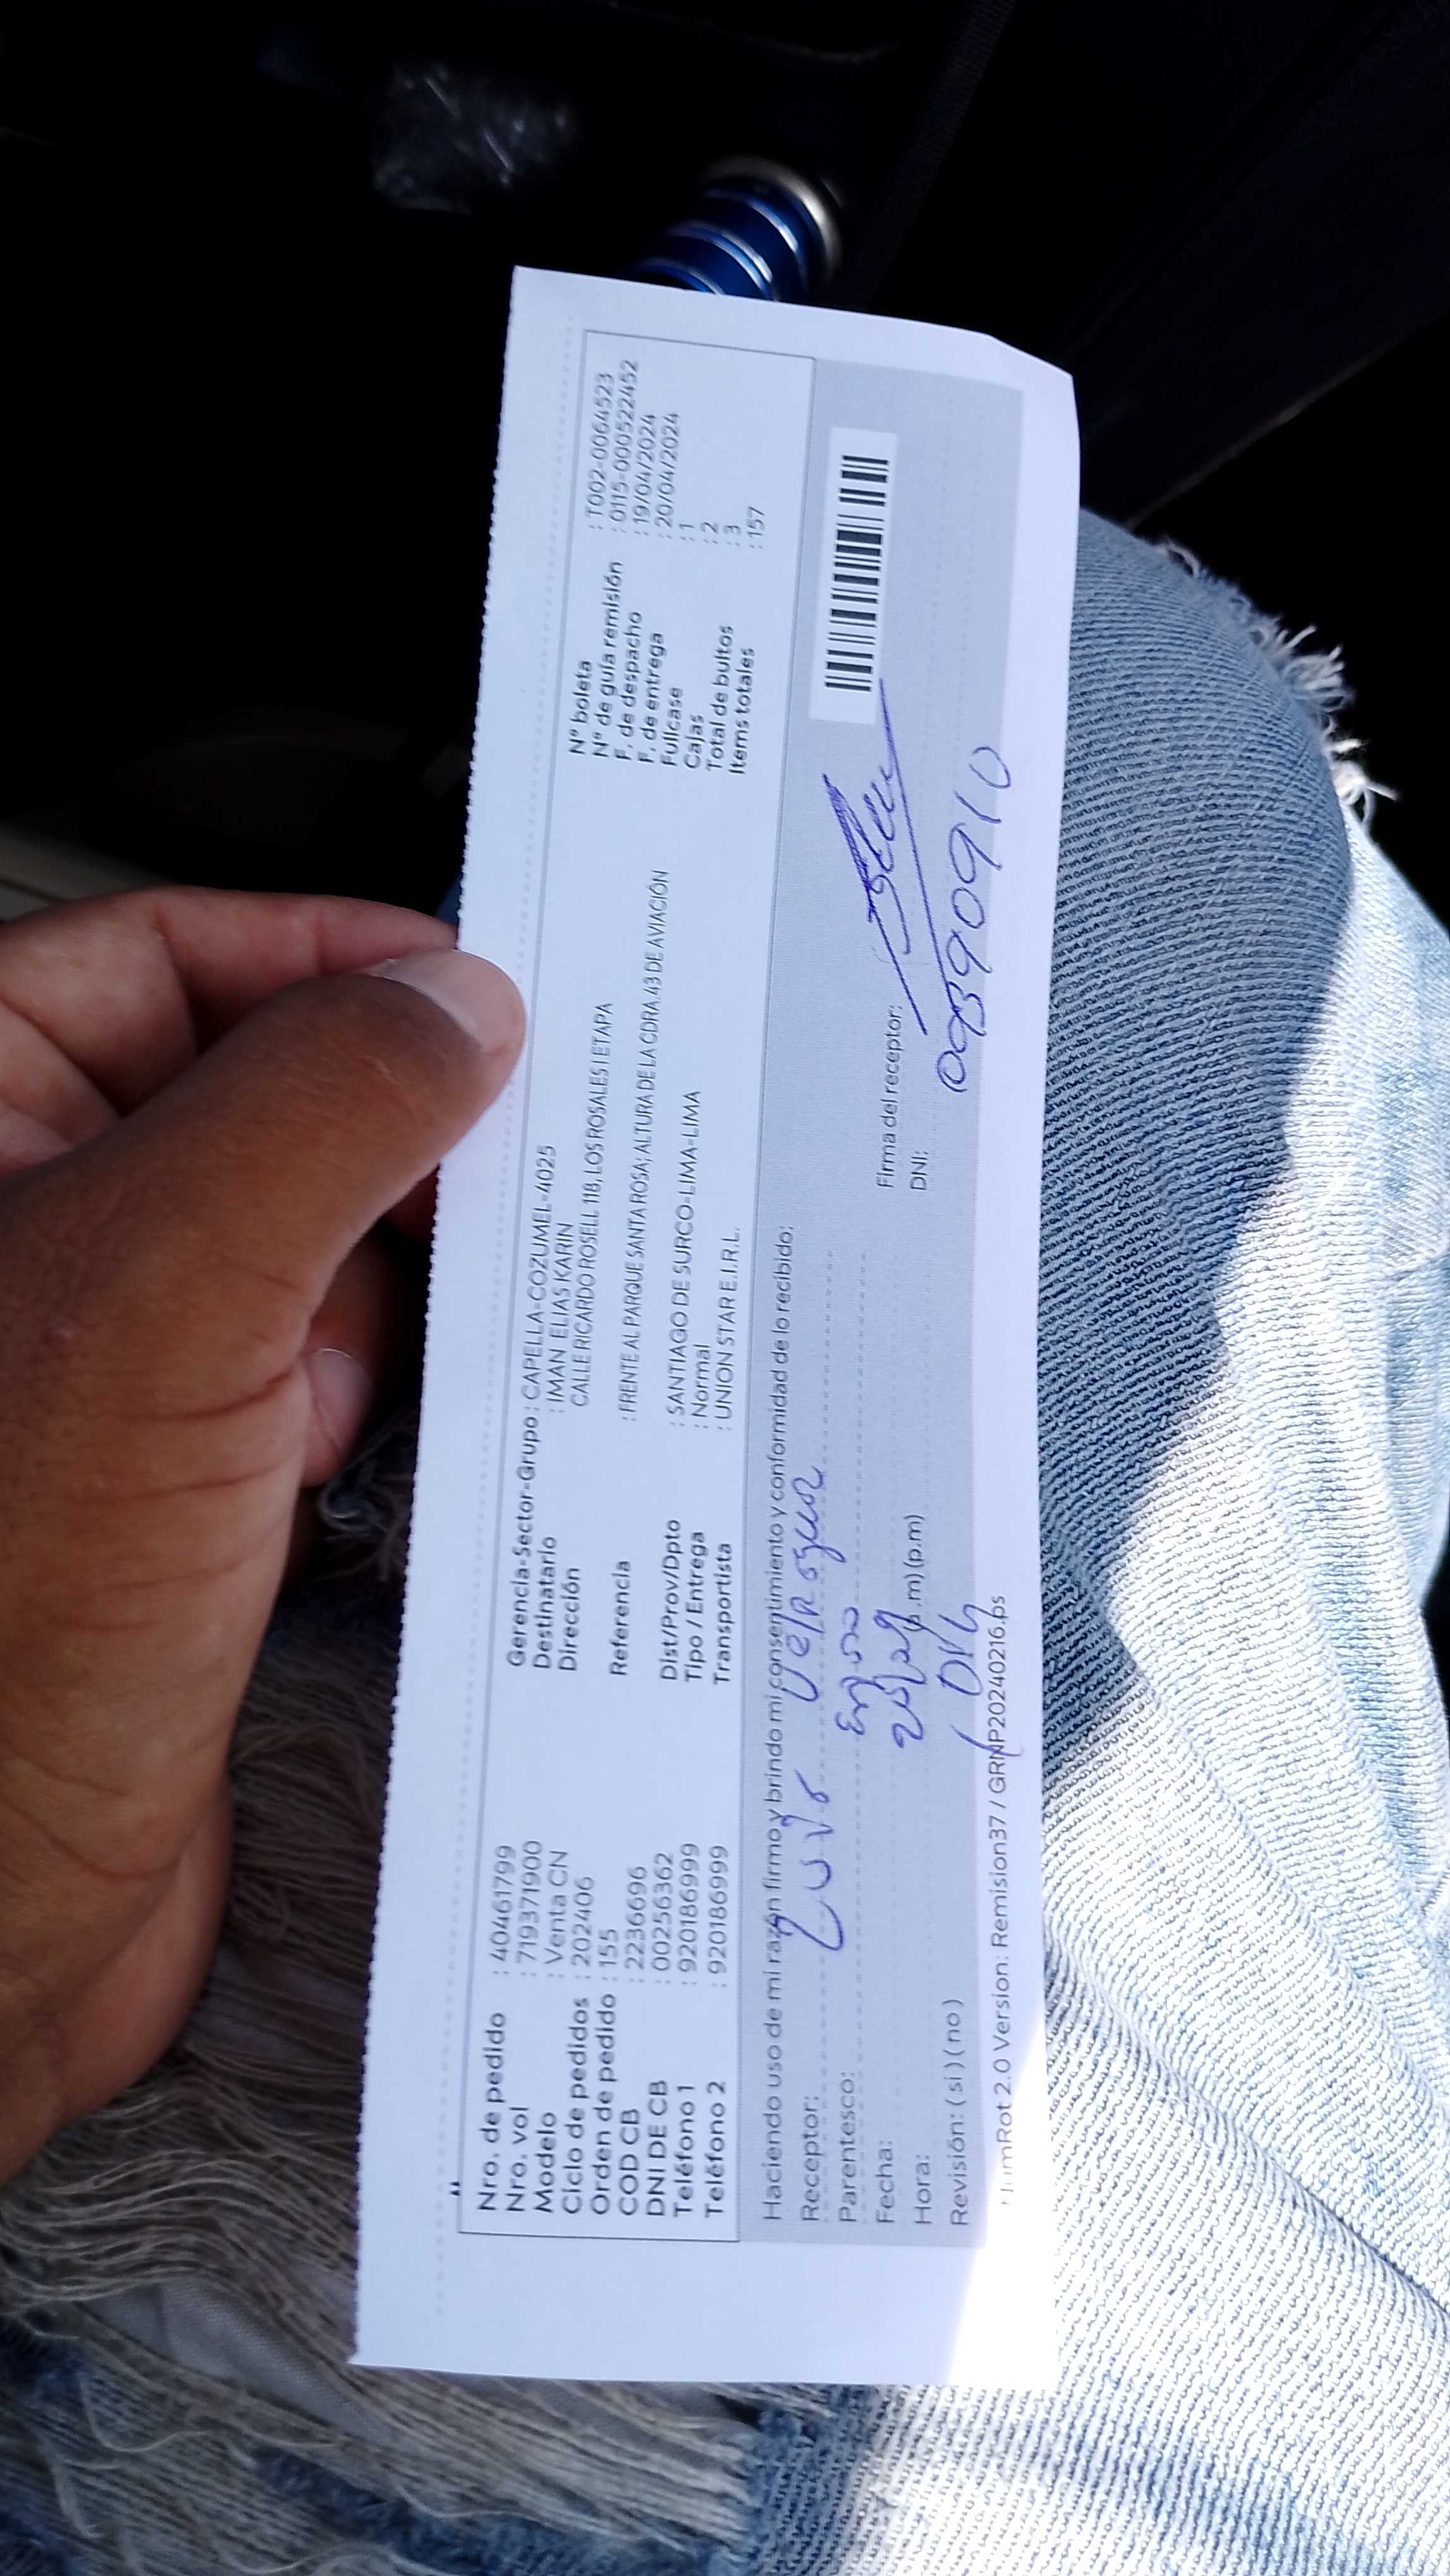 Nro. de pedido : 40461799
Nro. vol : 719371900
Modelo : Venta CN
Ciclo de pedidos : 202406
Orden de pedido : 155
COD CB : 2236696
DNI DE CB : 00256362
Teléfono 1 : 920186999
Teléfono 2 : 920186999
Gerencia-Sector-Grupo : CAPELLA-COZUMEL-4025
Destinatario : IMAN ELIAS KARIN
Dirección CALLE RICARDO ROSELL 118, LOS ROSALES I ETAPA
Referencia : FRENTE AL PARQUE SANTA ROSA; ALTURA DE LA CDRA. 43 DE AVIACIÓN
Dist/Prov/Dpto : SANTIAGO DE SURCO-LIMA-LIMA
Tipo / Entrega : Normal
Transportista : UNION STAR E.I.R.L.
N° boleta : T002-0064523
N° de guía remisión : 0115-000522452
F. de despacho : 19/04/2024
F. de entrega : 20/04/2024
Fullcase : 1
Cajas : 2
Total de bultos : 3
Items totales : 157
Haciendo uso de mi razón firmo y brindo mi consentimiento y conformidad de lo recibido:
Receptor: Luis
Parentesco:
Fecha:
Hora: (a.m) (p.m)
Revisión: ( si ) ( no )
Firma del receptor:
DNI: 09390910
NumRot 2.0 Version: Remision37 / GRNP20240216.ps